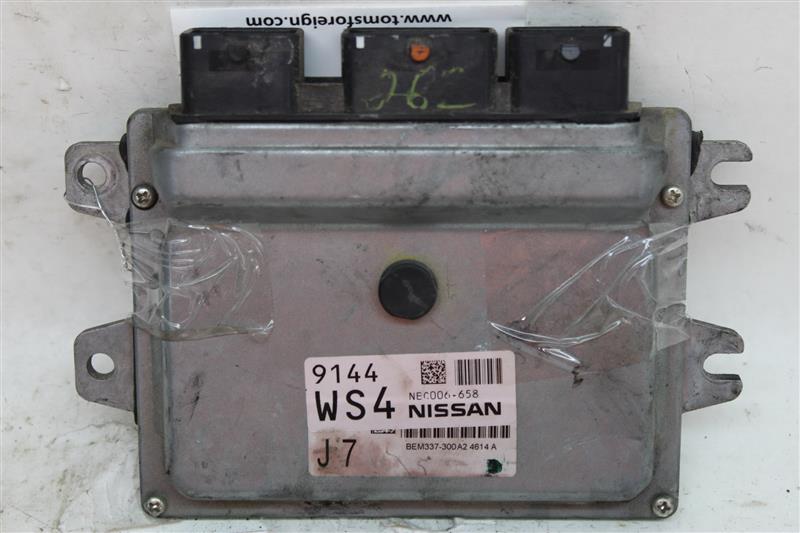 www.tomsforeign.com
9144
NEC006-658
WS4 NISSAN
J7
BEM337-300A2 4614 A